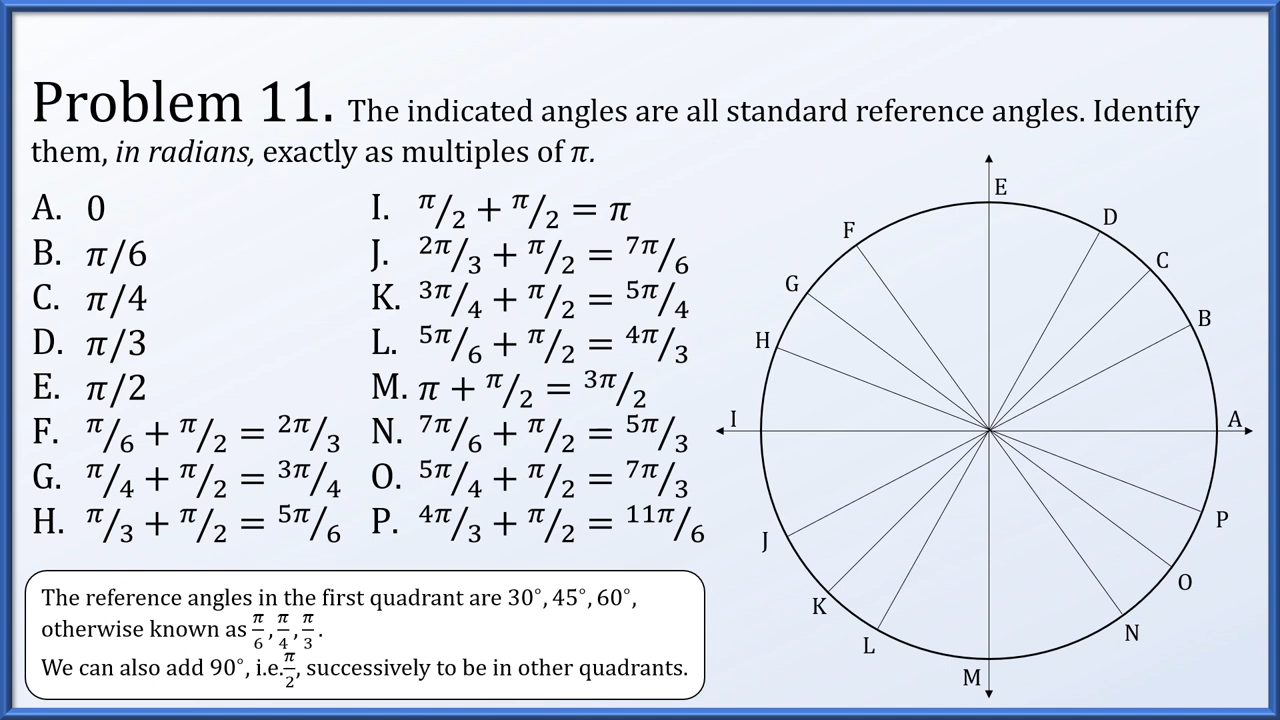 Problem 11. The indicated angles are all standard reference angles. Identify
them, in radians, exactly as multiples of π.
A. 0
B. π/6
C. π/4
D. π/3
E. π/2
F. π/6 + π/2 = 2π/3
G. π/4 + π/2 = 3π/4
H. π/3 + π/2 = 5π/6
I. π/2 + π/2 = π
J. 2π/3 + π/2 = 7π/6
K. 3π/4 + π/2 = 5π/4
L. 5π/6 + π/2 = 4π/3
M. π + π/2 = 3π/2
N. 7π/6 + π/2 = 5π/3
O. 5π/4 + π/2 = 7π/3
P. 4π/3 + π/2 = 11π/6
The reference angles in the first quadrant are 30°, 45°, 60°,
otherwise known as π/6, π/4, π/3.
We can also add 90°, i.e. π/2, successively to be in other quadrants.
E
D
F
C
G
B
H
I
A
P
J
O
K
N
L
M